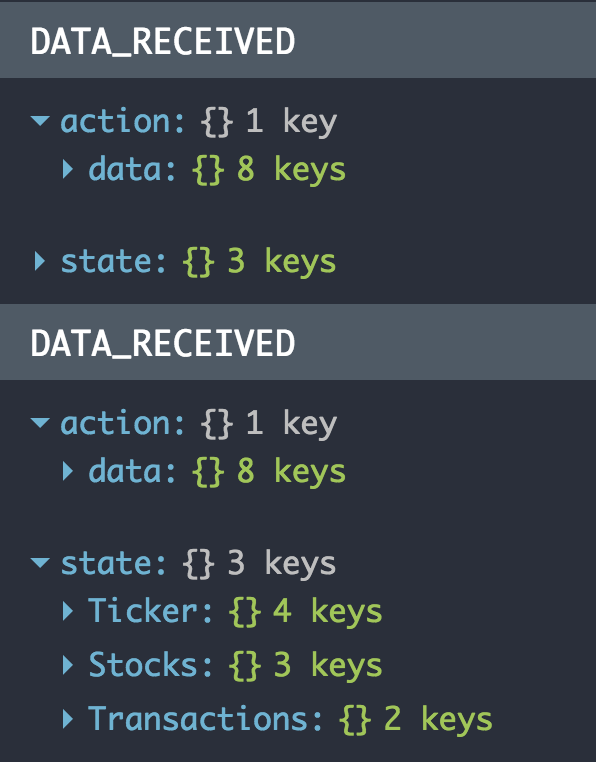 DATA_RECEIVED
action: {} 1 key
data: {} 8 keys
state: {} 3 keys
DATA_RECEIVED
action: {} 1 key
data: {} 8 keys
state: {} 3 keys
Ticker: {} 4 keys
Stocks: {} 3 keys
Transactions: {} 2 keys